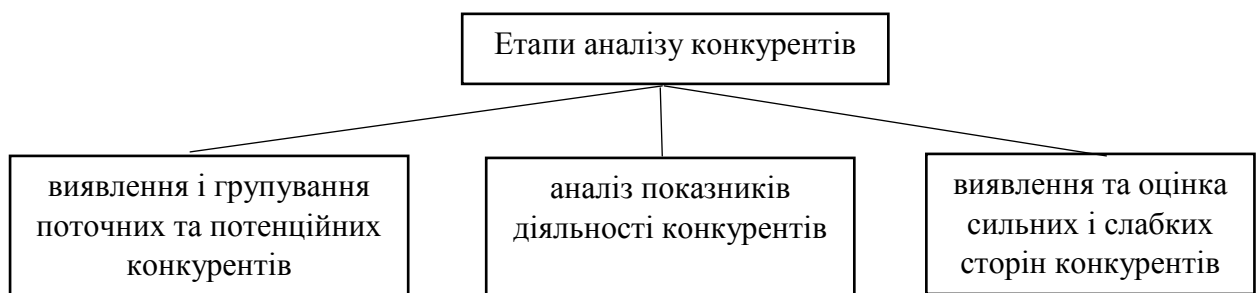 Етапи аналізу конкурентів
виявлення і групування
поточних та потенційних
конкурентів
аналіз показників
діяльності конкурентів
виявлення та оцінка
сильних і слабких
сторін конкурентів